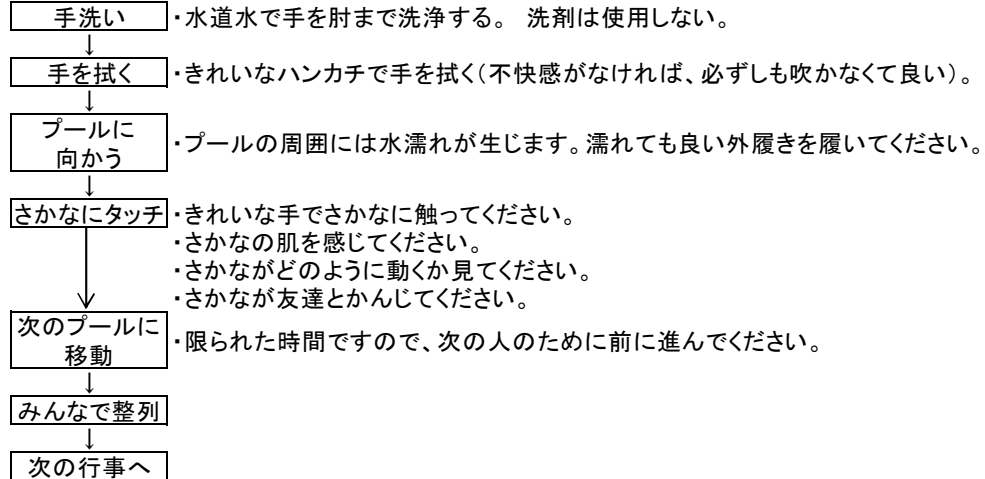 手洗い ・水道水で手を肘まで洗浄する。 洗剤は使用しない。
↓
手を拭く ・きれいなハンカチで手を拭く(不快感がなければ、必ずしも吹かなくて良い)。
↓
プールに
向かう
・プールの周囲には水濡れが生じます。濡れても良い外履きを履いてください。
↓
さかなにタッチ ・きれいな手でさかなに触ってください。
・さかなの肌を感じてください。
・さかながどのように動くか見てください。
・さかなが友達とかんじてください。
次のプールに
移動
・限られた時間ですので、次の人のために前に進んでください。
↓
みんなで整列
↓
次の行事へ